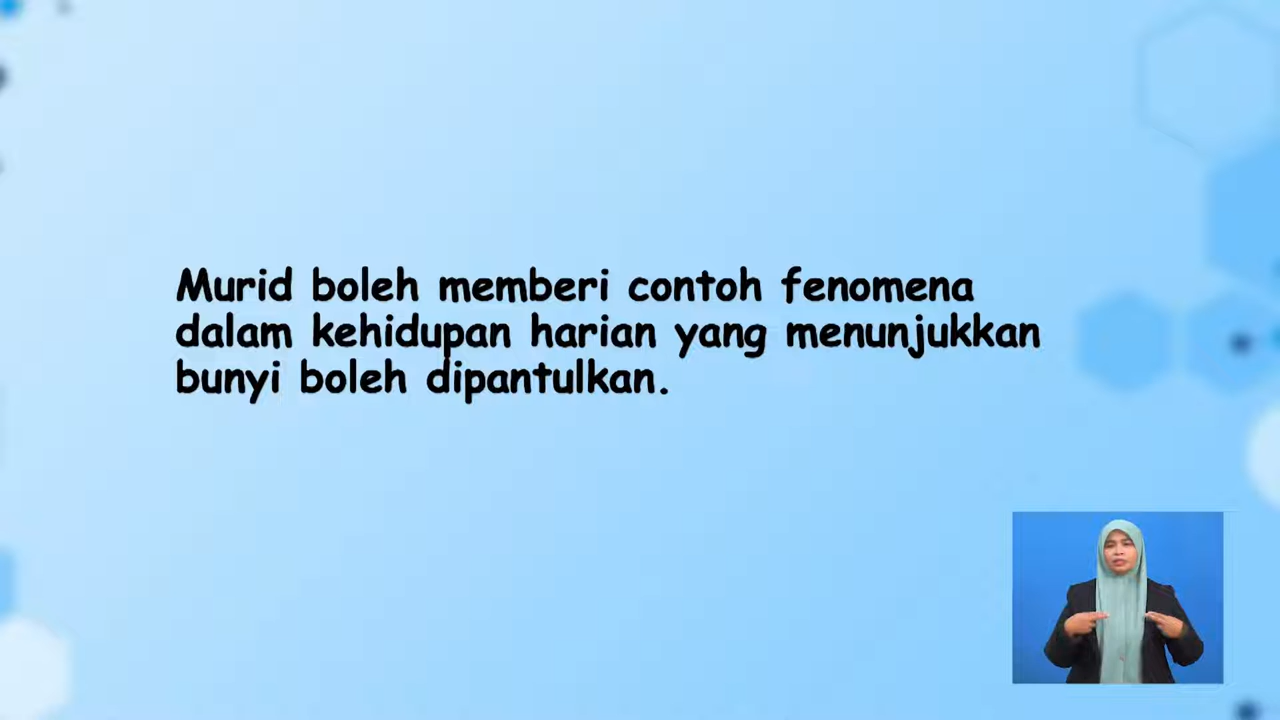 Murid boleh memberi contoh fenomena
dalam kehidupan harian yang menunjukkan
bunyi boleh dipantulkan.